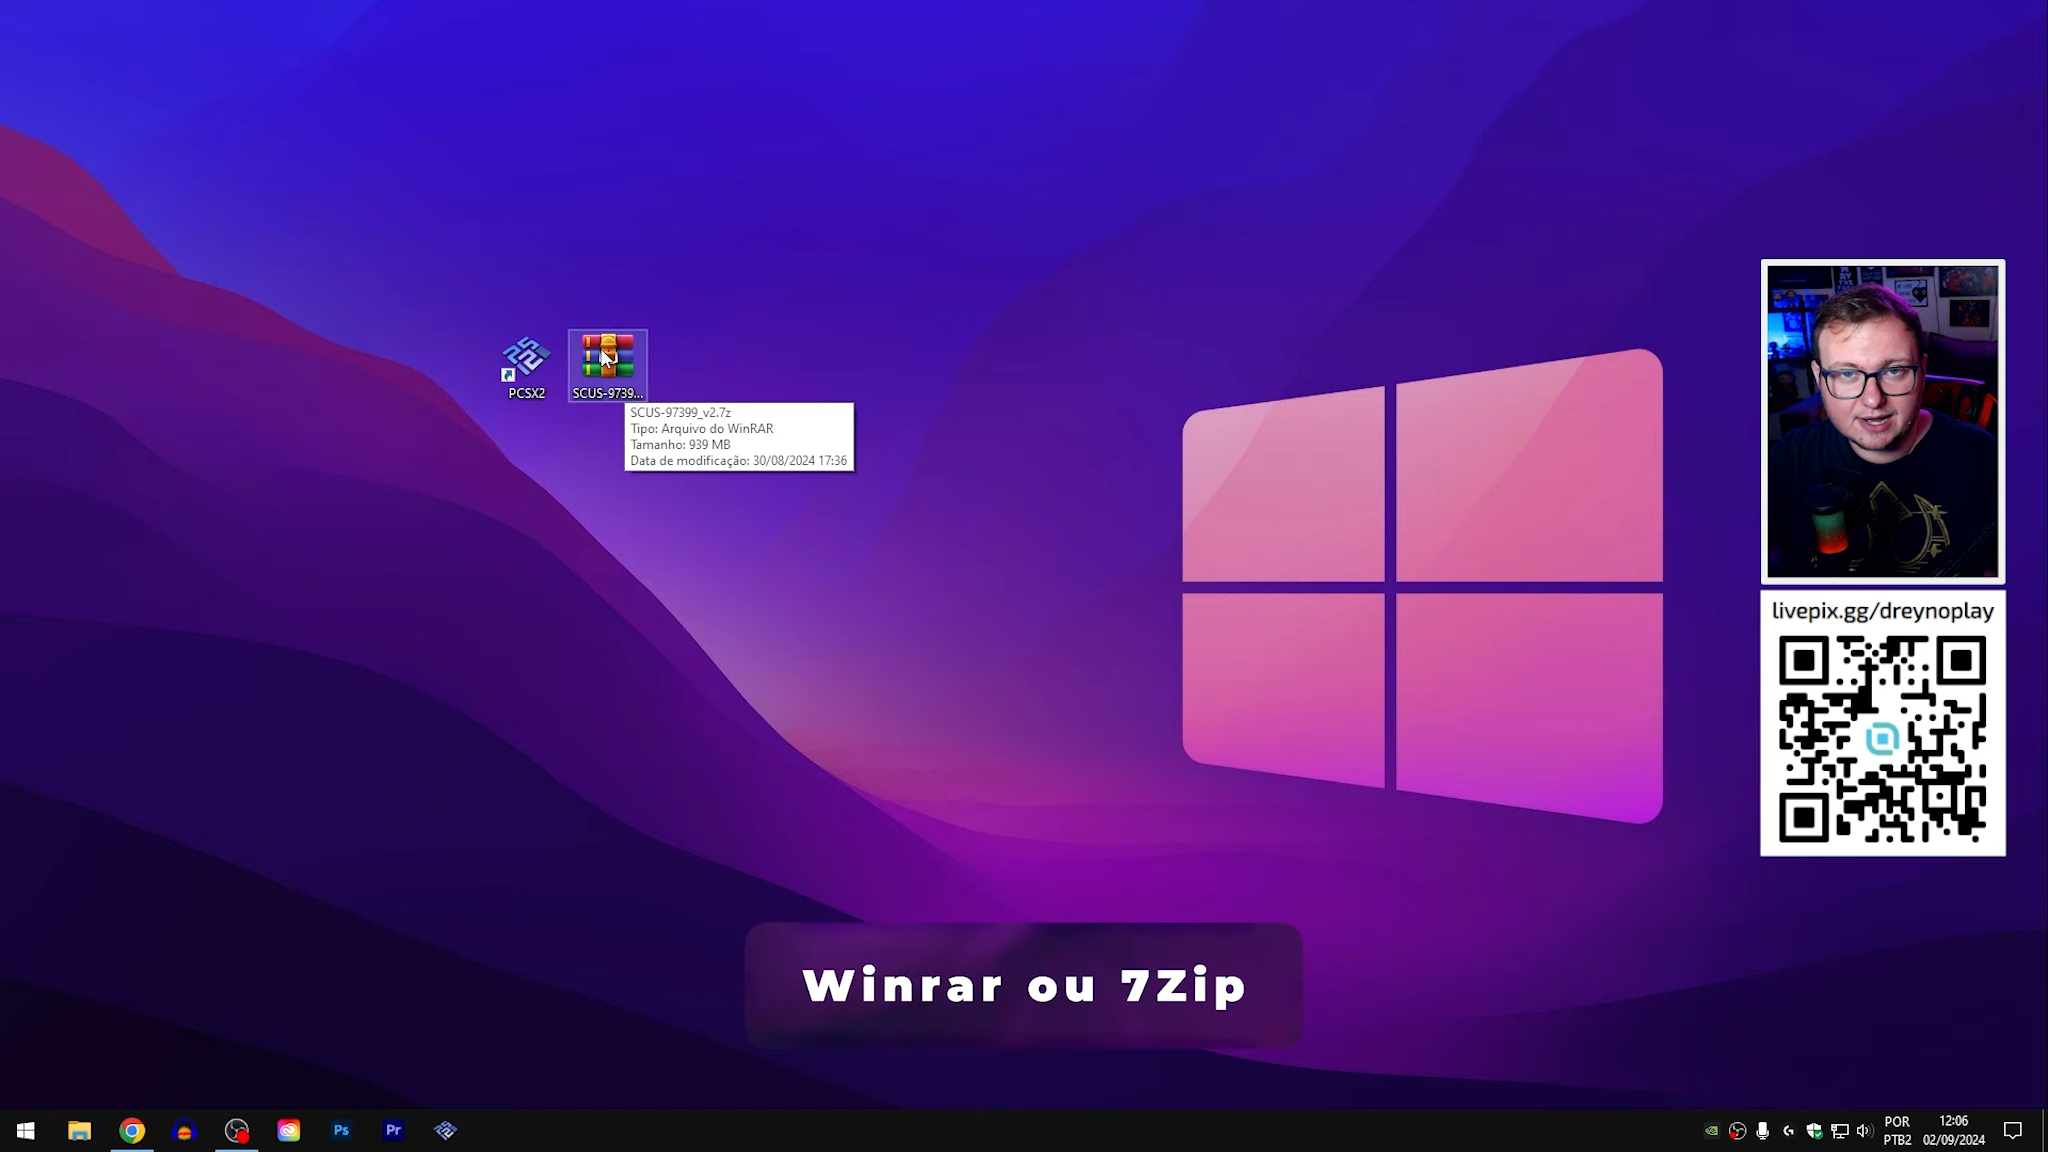 PCSX2
SCUS-9739...
SCUS-97399_v2.7z
Tipo: Arquivo do WinRAR
Tamanho: 939 MB
Data de modificação: 30/08/2024 17:36
livepix.gg/dreynoplay
Winrar ou 7Zip
Ps
Pr
POR
PTB2
12:06
02/09/2024